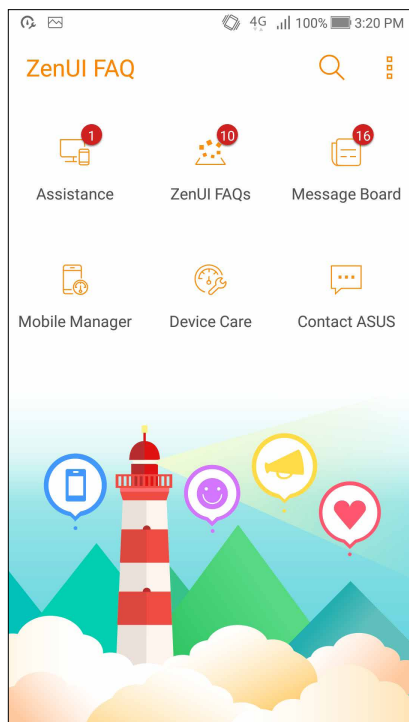 4G 100% 3:20 PM
ZenUI FAQ
1 10 16
Assistance ZenUI FAQs Message Board
Mobile Manager Device Care Contact ASUS